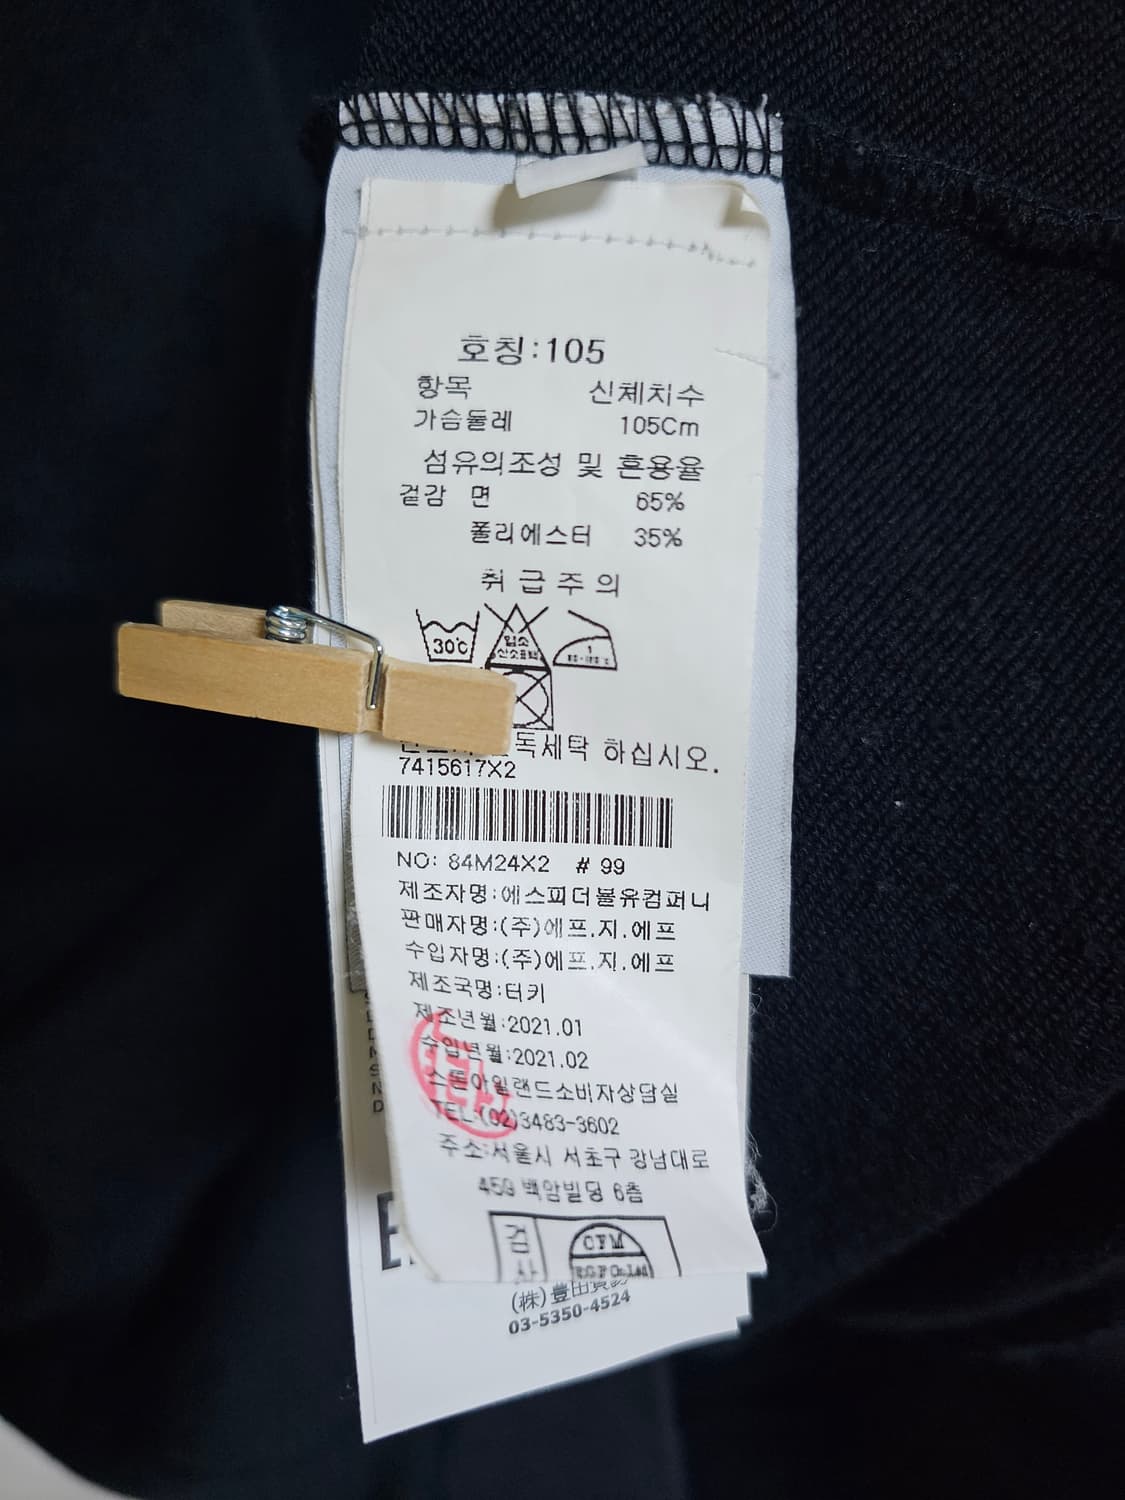 호칭:105
항목 신체치수
가슴둘레 105Cm
섬유의조성 및 혼용율
겉감 면 65%
폴리에스터 35%
취급주의
30℃
산소표백
1
독세탁 하십시오.
7415617X2
NO: 84M24X2 # 99
제조자명:에스피더블유컴퍼니
판매자명:(주)에프.지.에프
수입자명:(주)에프.지.에프
제조국명:터키
제조년월:2021.01
수입년월:2021.02
스톤아일랜드소비자상담실
TEL:(02)3483-3602
주소:서울시 서초구 강남대로
459 백암빌딩 6층
검
사
F.G.F Co.Ltd
(株)豊田貿易
03-5350-4524